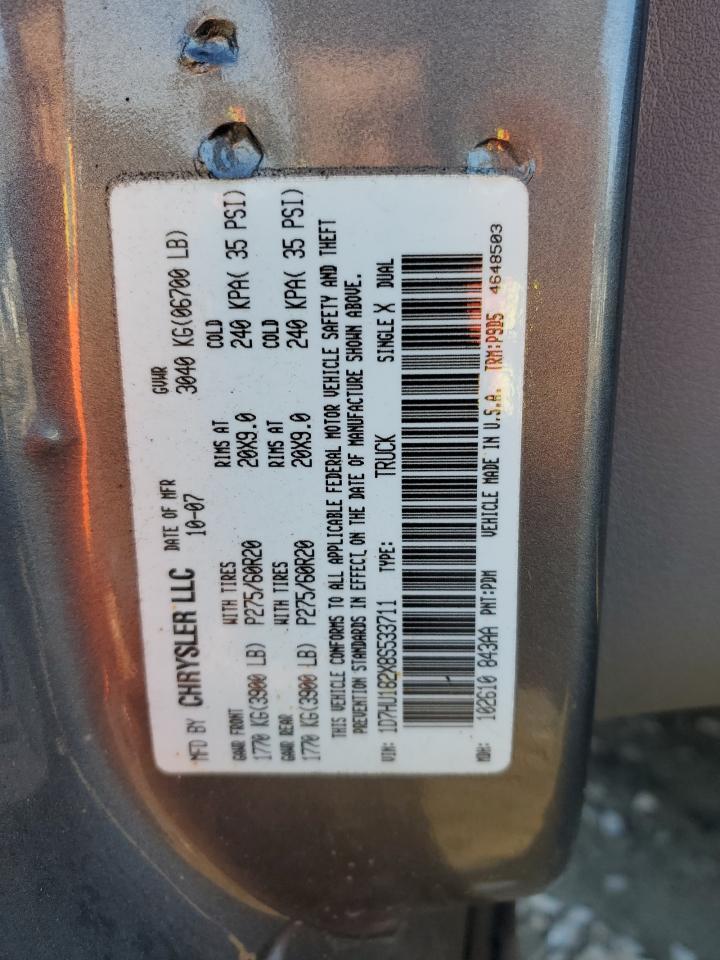 MFD BY CHRYSLER LLC DATE OF MFR GVWR
10-07 3040 KG(06700 LB)
GAWR FRONT WITH TIRES RIMS AT COLD
1770 KG(3900 LB) P275/60R20 20X9.0 240 KPA( 35 PSI)
GAWR REAR WITH TIRES RIMS AT COLD
1770 KG(3900 LB) P275/60R20 20X9.0 240 KPA( 35 PSI)
THIS VEHICLE CONFORMS TO ALL APPLICABLE FEDERAL MOTOR VEHICLE SAFETY AND THEFT
PREVENTION STANDARDS IN EFFECT ON THE DATE OF MANUFACTURE SHOWN ABOVE.
VIN: 1D7HU182X8S533711 TYPE: TRUCK SINGLE X DUAL
MDH: 102610 843AA PNT:PDM VEHICLE MADE IN U.S.A. TRM:P9D5 4648503